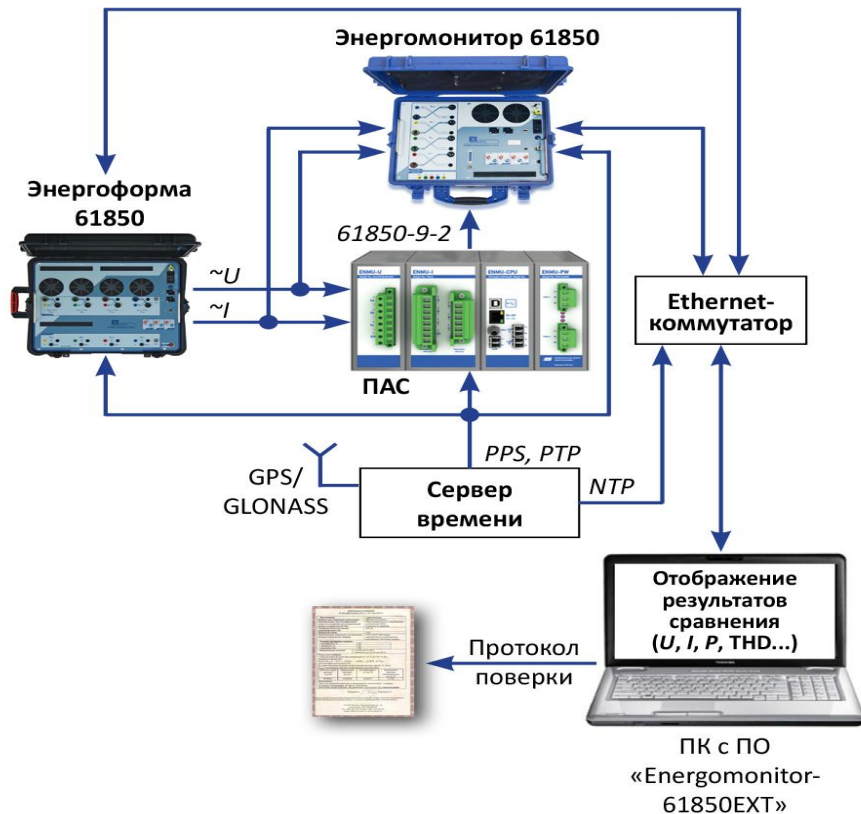 Энергомонитор 61850
Энергоформа
61850
61850-9-2
~U
~I
ENMU-U
ENMU-I
ENMU-CPU
ENMU-PW
Ethernet-
коммутатор
ПАС
PPS, PTP
GPS/
GLONASS
Сервер
времени
NTP
Отображение
результатов
сравнения
(U, I, P, THD...)
TOSHIBA
Протокол
поверки
ПК с ПО
«Energomonitor-
61850EXT»